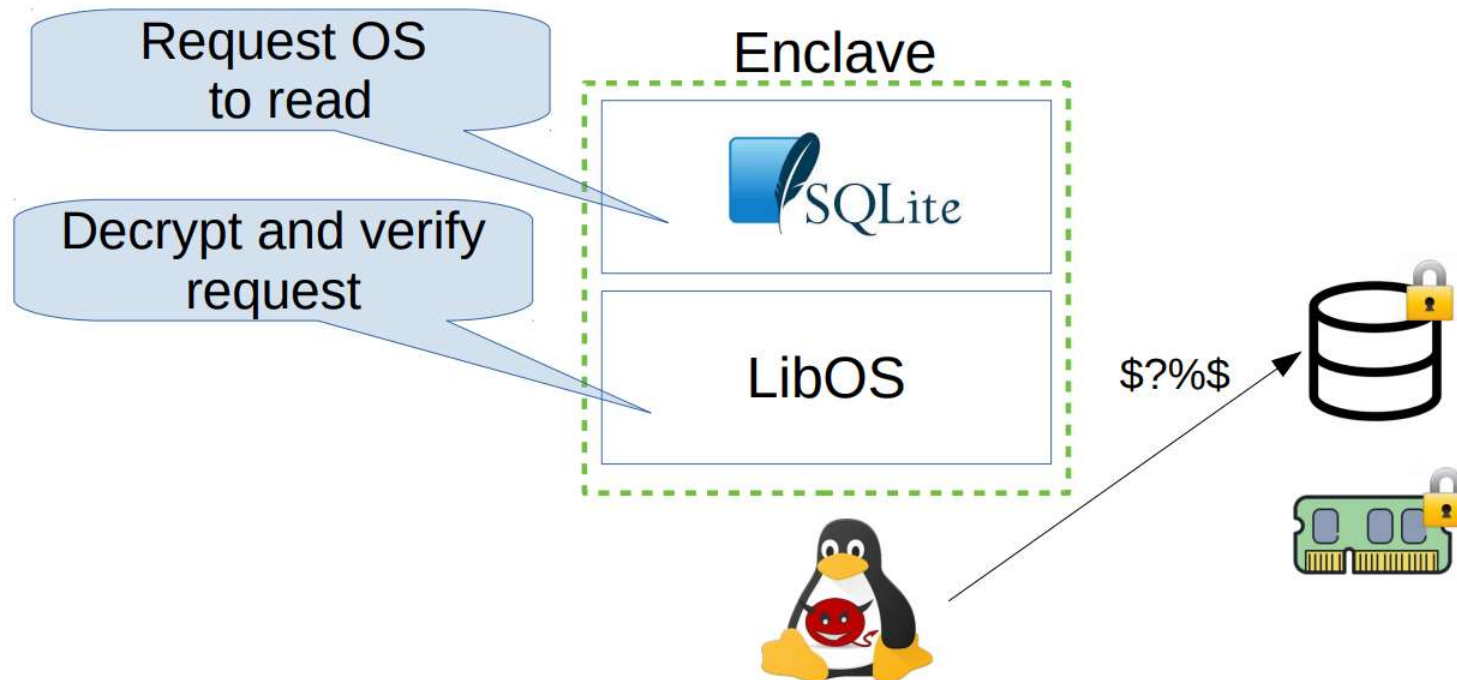 Request OS
to read
Enclave
SQLite
Decrypt and verify
request
LibOS
$?%$